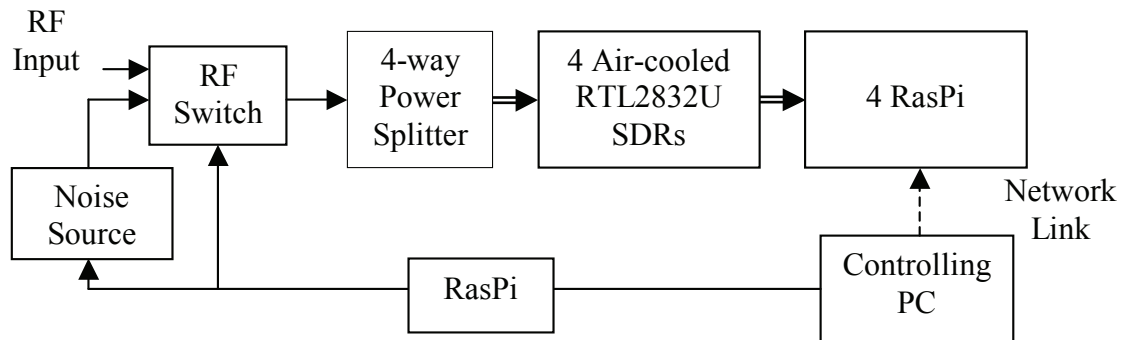 RF
Input
RF
Switch
4-way
Power
Splitter
4 Air-cooled
RTL2832U
SDRs
4 RasPi
Noise
Source
Network
Link
RasPi
Controlling
PC